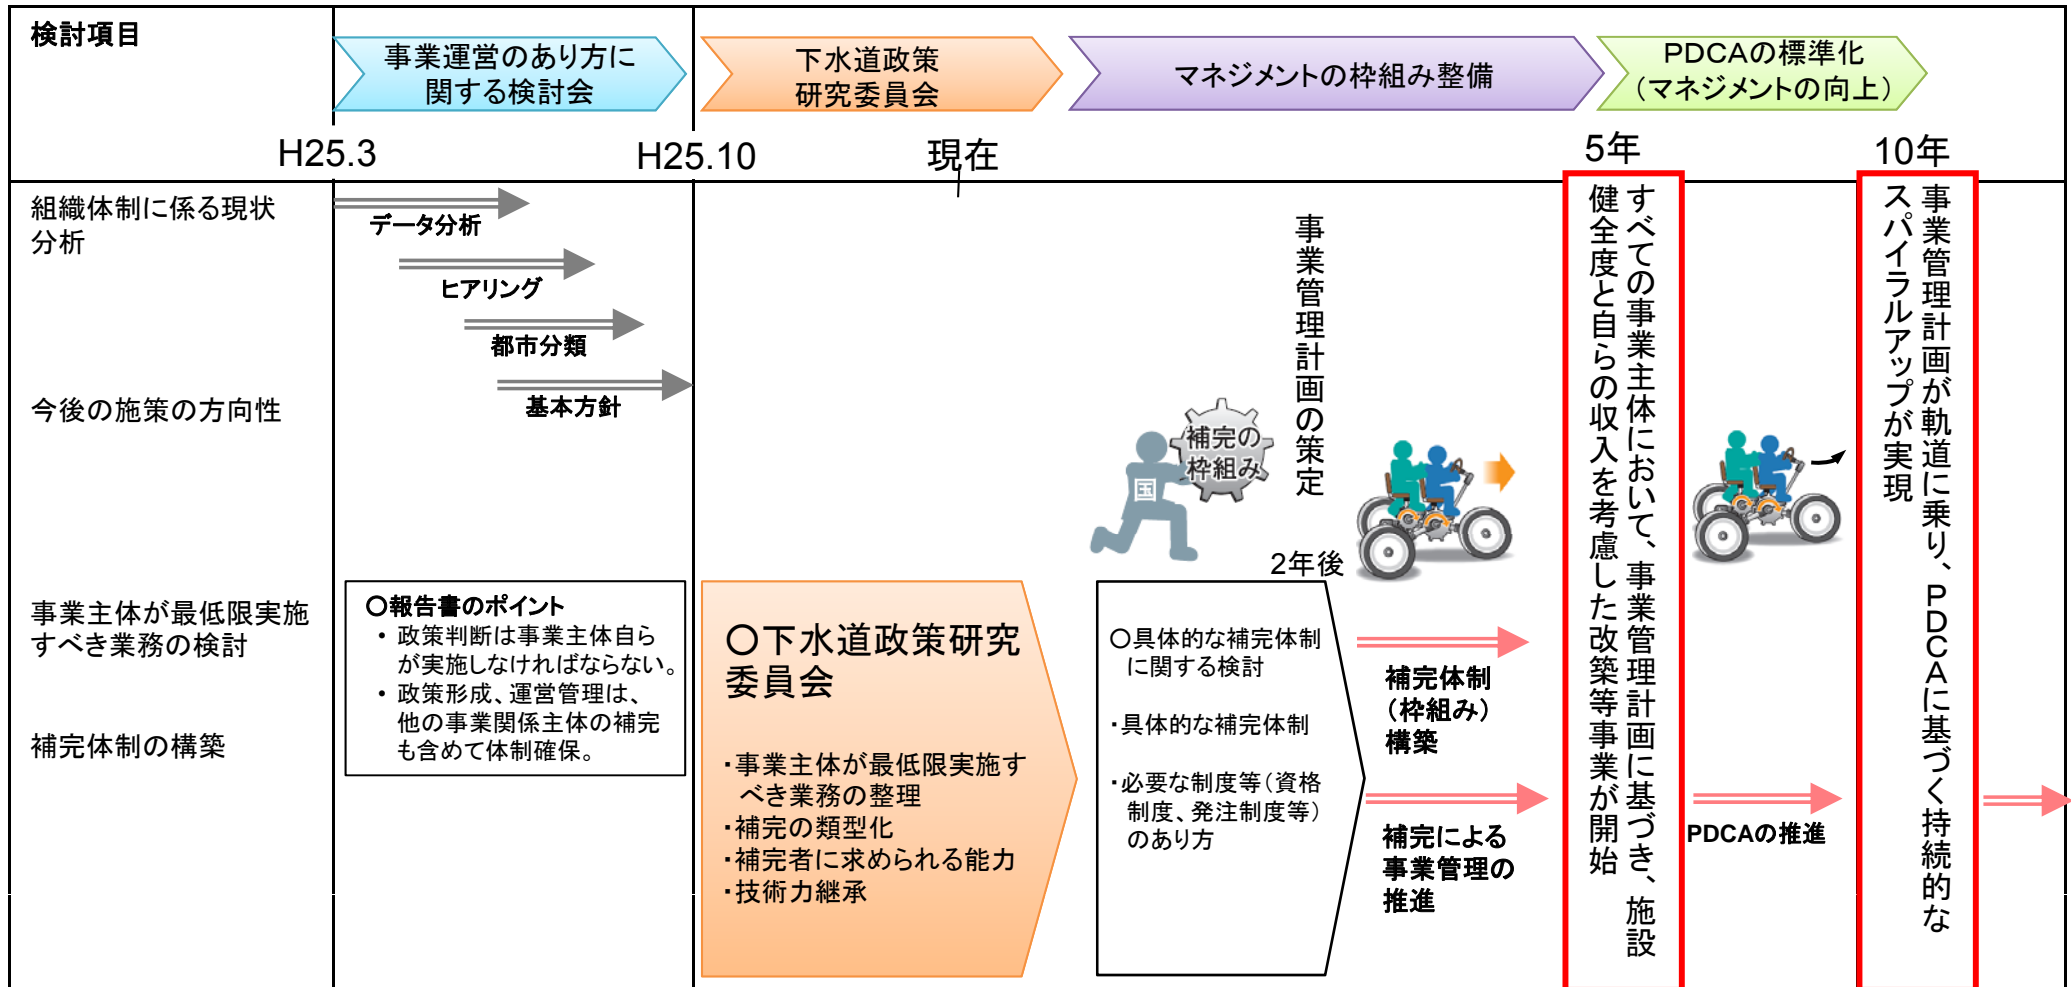 検討項目
事業運営のあり方に
関する検討会
下水道政策
研究委員会
マネジメントの枠組み整備
PDCAの標準化
（マネジメントの向上）
H25.3
H25.10
現在
5年
10年
組織体制に係る現状
分析
今後の施策の方向性
事業主体が最低限実施
すべき業務の検討
補完体制の構築
データ分析
ヒアリング
都市分類
基本方針
〇報告書のポイント
• 政策判断は事業主体自ら
が実施しなければならない。
• 政策形成、運営管理は、
他の事業関係主体の補完
も含めて体制確保。
〇下水道政策研究
委員会
・事業主体が最低限実施す
べき業務の整理
・補完の類型化
・補完者に求められる能力
・技術力継承
国
補完の
枠組み
事業管理計画の策定
2年後
〇具体的な補完体制
に関する検討
・具体的な補完体制
・必要な制度等（資格
制度、発注制度等）
のあり方
補完体制
（枠組み）
構築
補完による
事業管理の
推進
すべての事業主体において、事業管理計画に基づき、施設
健全度と自らの収入を考慮した改築等事業が開始
PDCAの推進
事業管理計画が軌道に乗り、PDCAに基づく持続的な
スパイラルアップが実現